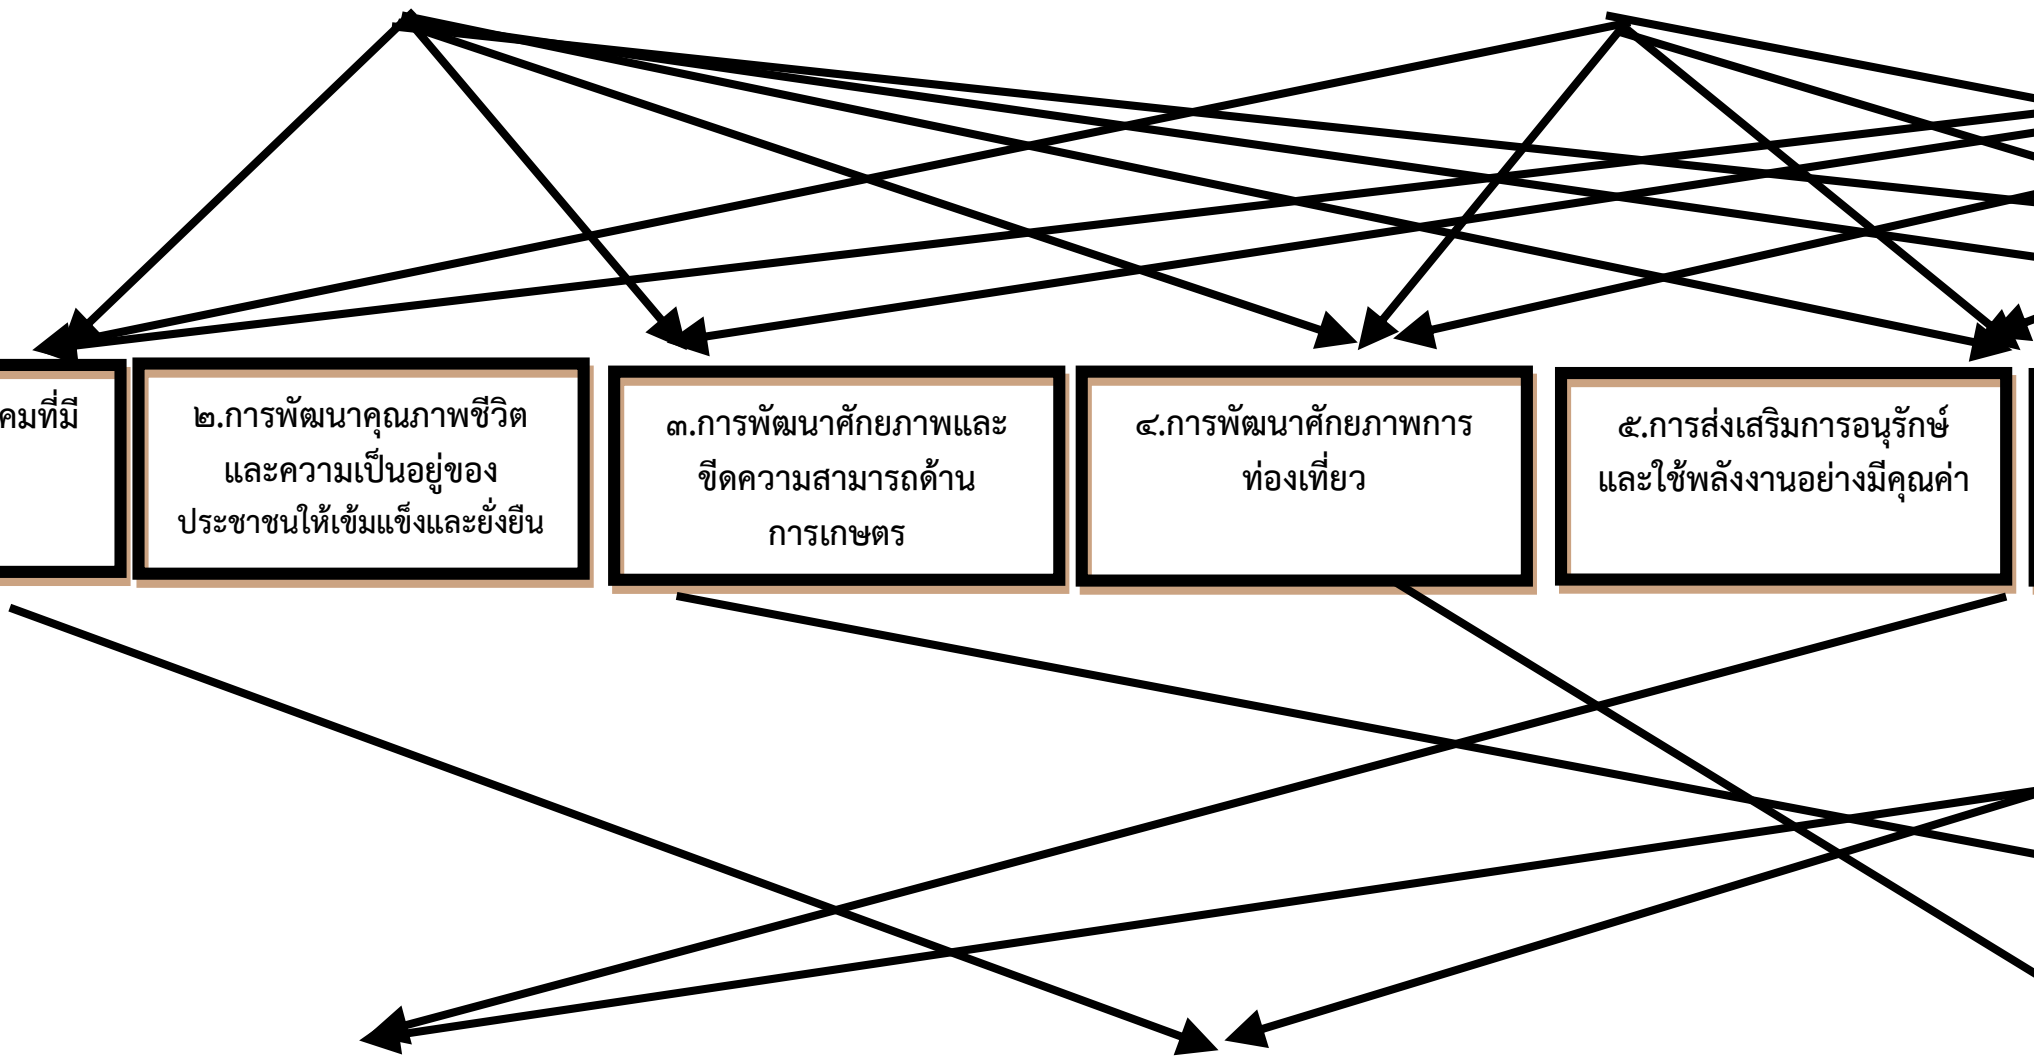 คมที่มี
๒.การพัฒนาคุณภาพชีวิต
และความเป็นอยู่ของ
ประชาชนให้เข้มแข็งและยั่งยืน
๓.การพัฒนาศักยภาพและ
ขีดความสามารถด้าน
การเกษตร
๔.การพัฒนาศักยภาพการ
ท่องเที่ยว
๕.การส่งเสริมการอนุรักษ์
และใช้พลังงานอย่างมีคุณค่า